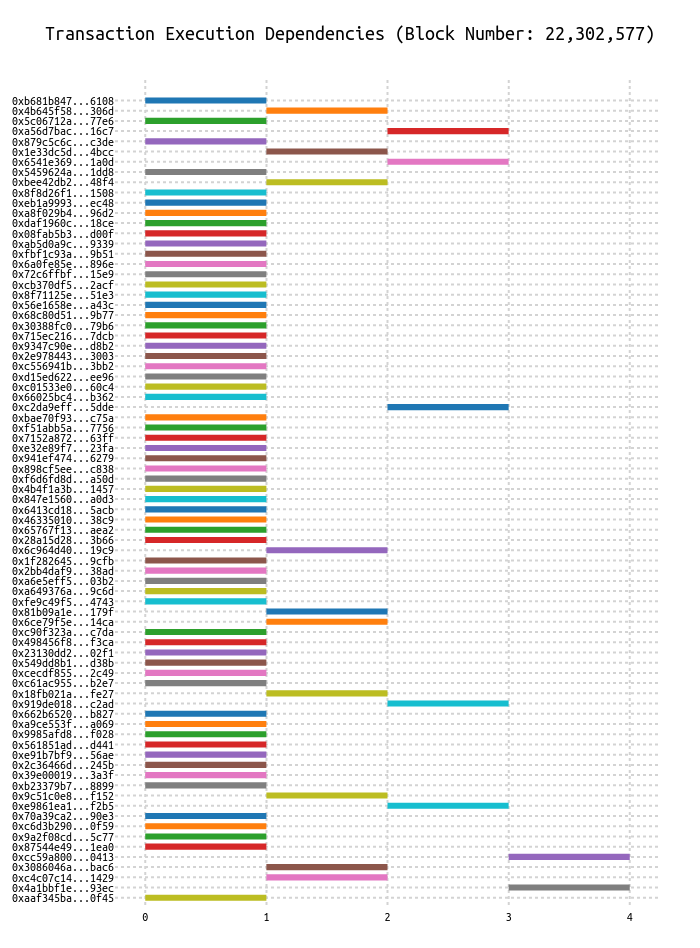 Transaction Execution Dependencies (Block Number: 22,302,577)
0xb681b847...6108
0x4b645f58...306d
0x5c06712a...77e6
0xa56d7bac...16c7
0x879c5c6c...c3de
0x1e33dc5d...4bcc
0x6541e369...1a0d
0x5459624a...1dd8
0xbee42db2...48f4
0x8f8d26f1...1508
0xeb1a9993...ec48
0xa8f029b4...96d2
0xdaf1960c...18ce
0x08fab5b3...d00f
0xab5d0a9c...9339
0xfbf1c93a...9b51
0x6a0fe85e...896e
0x72c6ffbf...15e9
0xcb370df5...2acf
0x8f71125e...51e3
0x56e1658e...a43c
0x68c80d51...9b77
0x30388fc0...79b6
0x715ec216...7dcb
0x9347c90e...d8b2
0x2e978443...3003
0xc556941b...3bb2
0xd15ed622...ee96
0xc01533e0...60c4
0x66025bc4...b362
0xc2da9eff...5dde
0xbae70f93...c75a
0xf51abb5a...7756
0x7152a872...63ff
0xe32e89f7...23fa
0x941ef474...6279
0x898cf5ee...c838
0xf6d6fd8d...a50d
0x4b4f1a3b...1457
0x847e1560...a0d3
0x6413cd18...5acb
0x46335010...38c9
0x65767f13...aea2
0x28a15d28...3b66
0x6c964d40...19c9
0x1f282645...9cfb
0x2bb4daf9...38ad
0xa6e5eff5...03b2
0xa649376a...9c6d
0xfe9c49f5...4743
0x81b09a1e...179f
0x6ce79f5e...14ca
0xc90f323a...c7da
0x498456f8...f3ca
0x23130dd2...02f1
0x549dd8b1...d38b
0xcecdf855...2c49
0xc61ac955...b2e7
0x18fb021a...fe27
0x919de018...c2ad
0x662b6520...b827
0xa9ce553f...a069
0x9985afd8...f028
0x561851ad...d441
0xe91b7bf9...56ae
0x2c36466d...245b
0x39e00019...3a3f
0xb23379b7...8899
0x9c51c0e8...f152
0xe9861ea1...f2b5
0x70a39ca2...90e3
0xc6d3b290...0f59
0x9a2f08cd...5c77
0x87544e49...1ea0
0xcc59a800...0413
0x3086046a...bac6
0xc4c07c14...1429
0x4a1bbf1e...93ec
0xaaf345ba...0f45
0 1 2 3 4